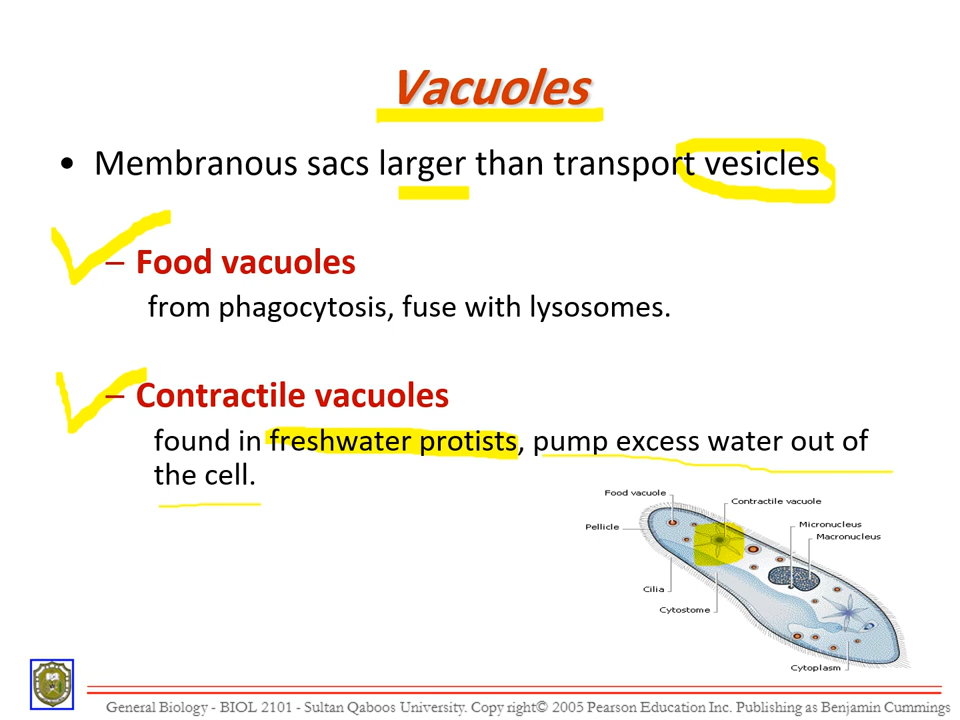 Vacuoles
• Membranous sacs larger than transport vesicles
– Food vacuoles
from phagocytosis, fuse with lysosomes.
– Contractile vacuoles
found in freshwater protists, pump excess water out of
the cell.
Food vacuole
Contractile vacuole
Pellicle
Micronucleus
Macronucleus
Cilia
Cytostome
Cytoplasm
General Biology - BIOL 2101 - Sultan Qaboos University. Copy right© 2005 Pearson Education Inc. Publishing as Benjamin Cummings